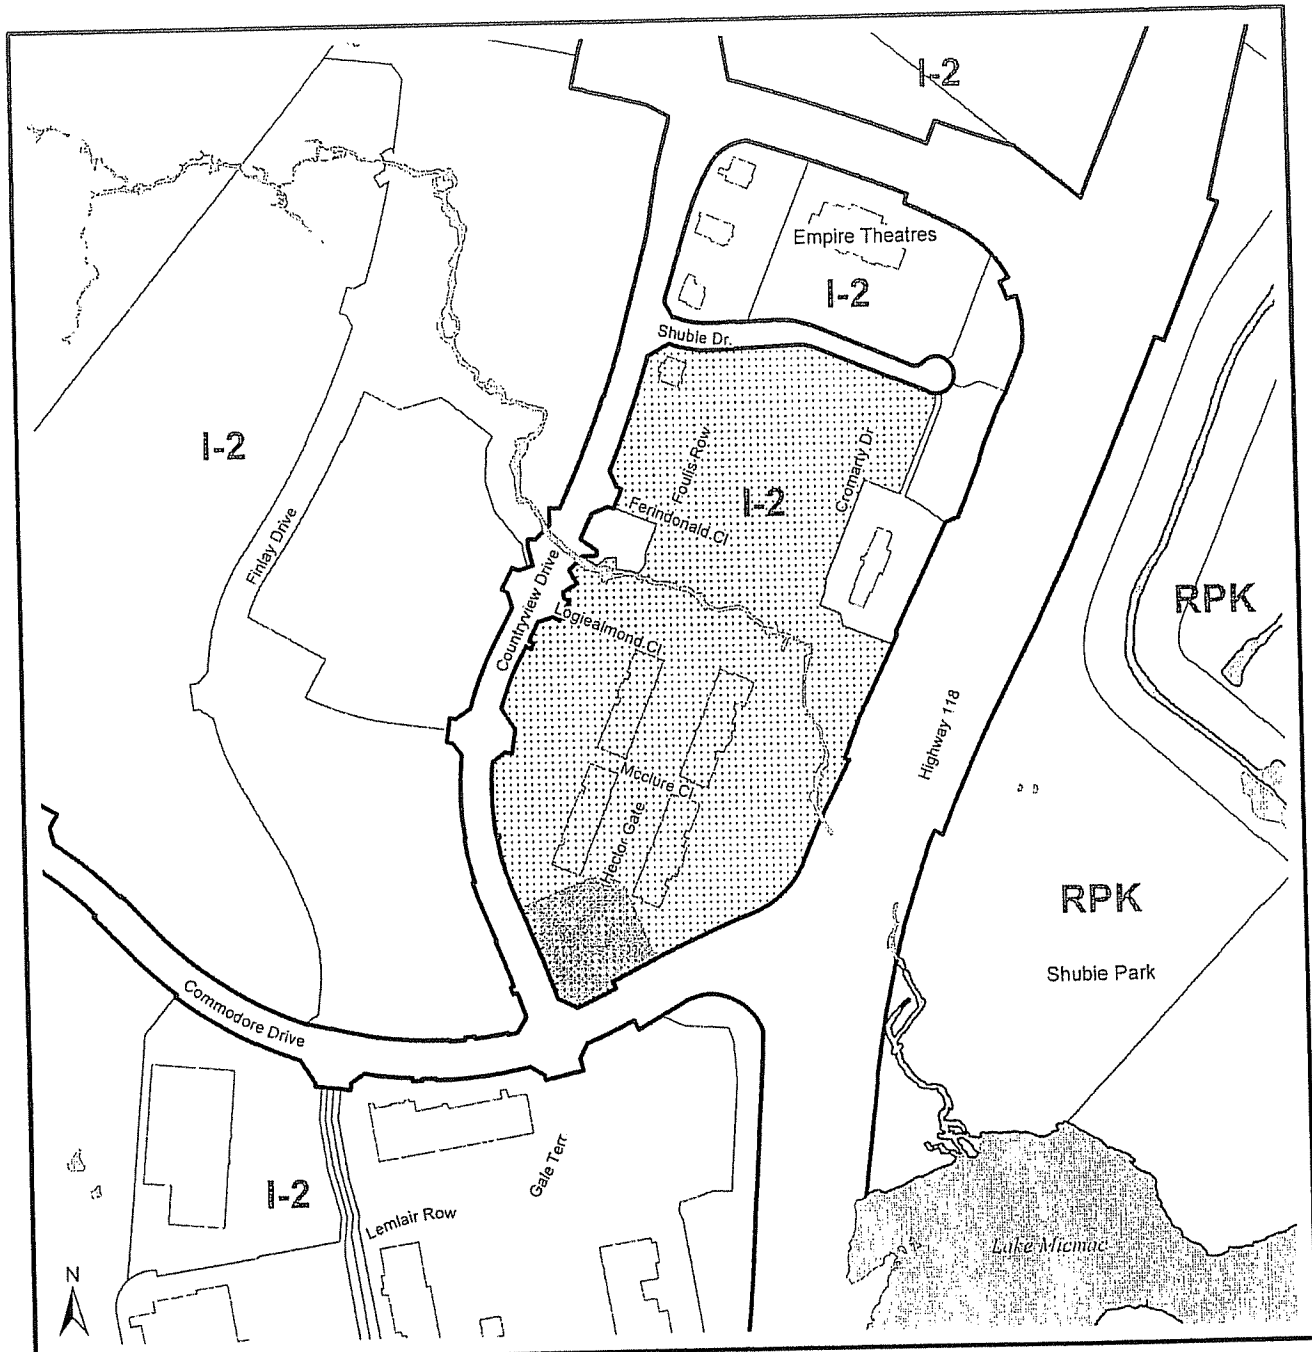 I-2
Empire Theatres
I-2
Shubie Dr.
I-2
Foulis Row
Cromarty Dr
I-2
Ferindonald Cl
Finlay Drive
Countryview Drive
RPK
Logiealmond Cl
Highway 118
Mcclure Cl
Hector Gate
RPK
Shubie Park
Commodore Drive
Gale Terr
I-2
Lemlair Row
Lake Micmac
N